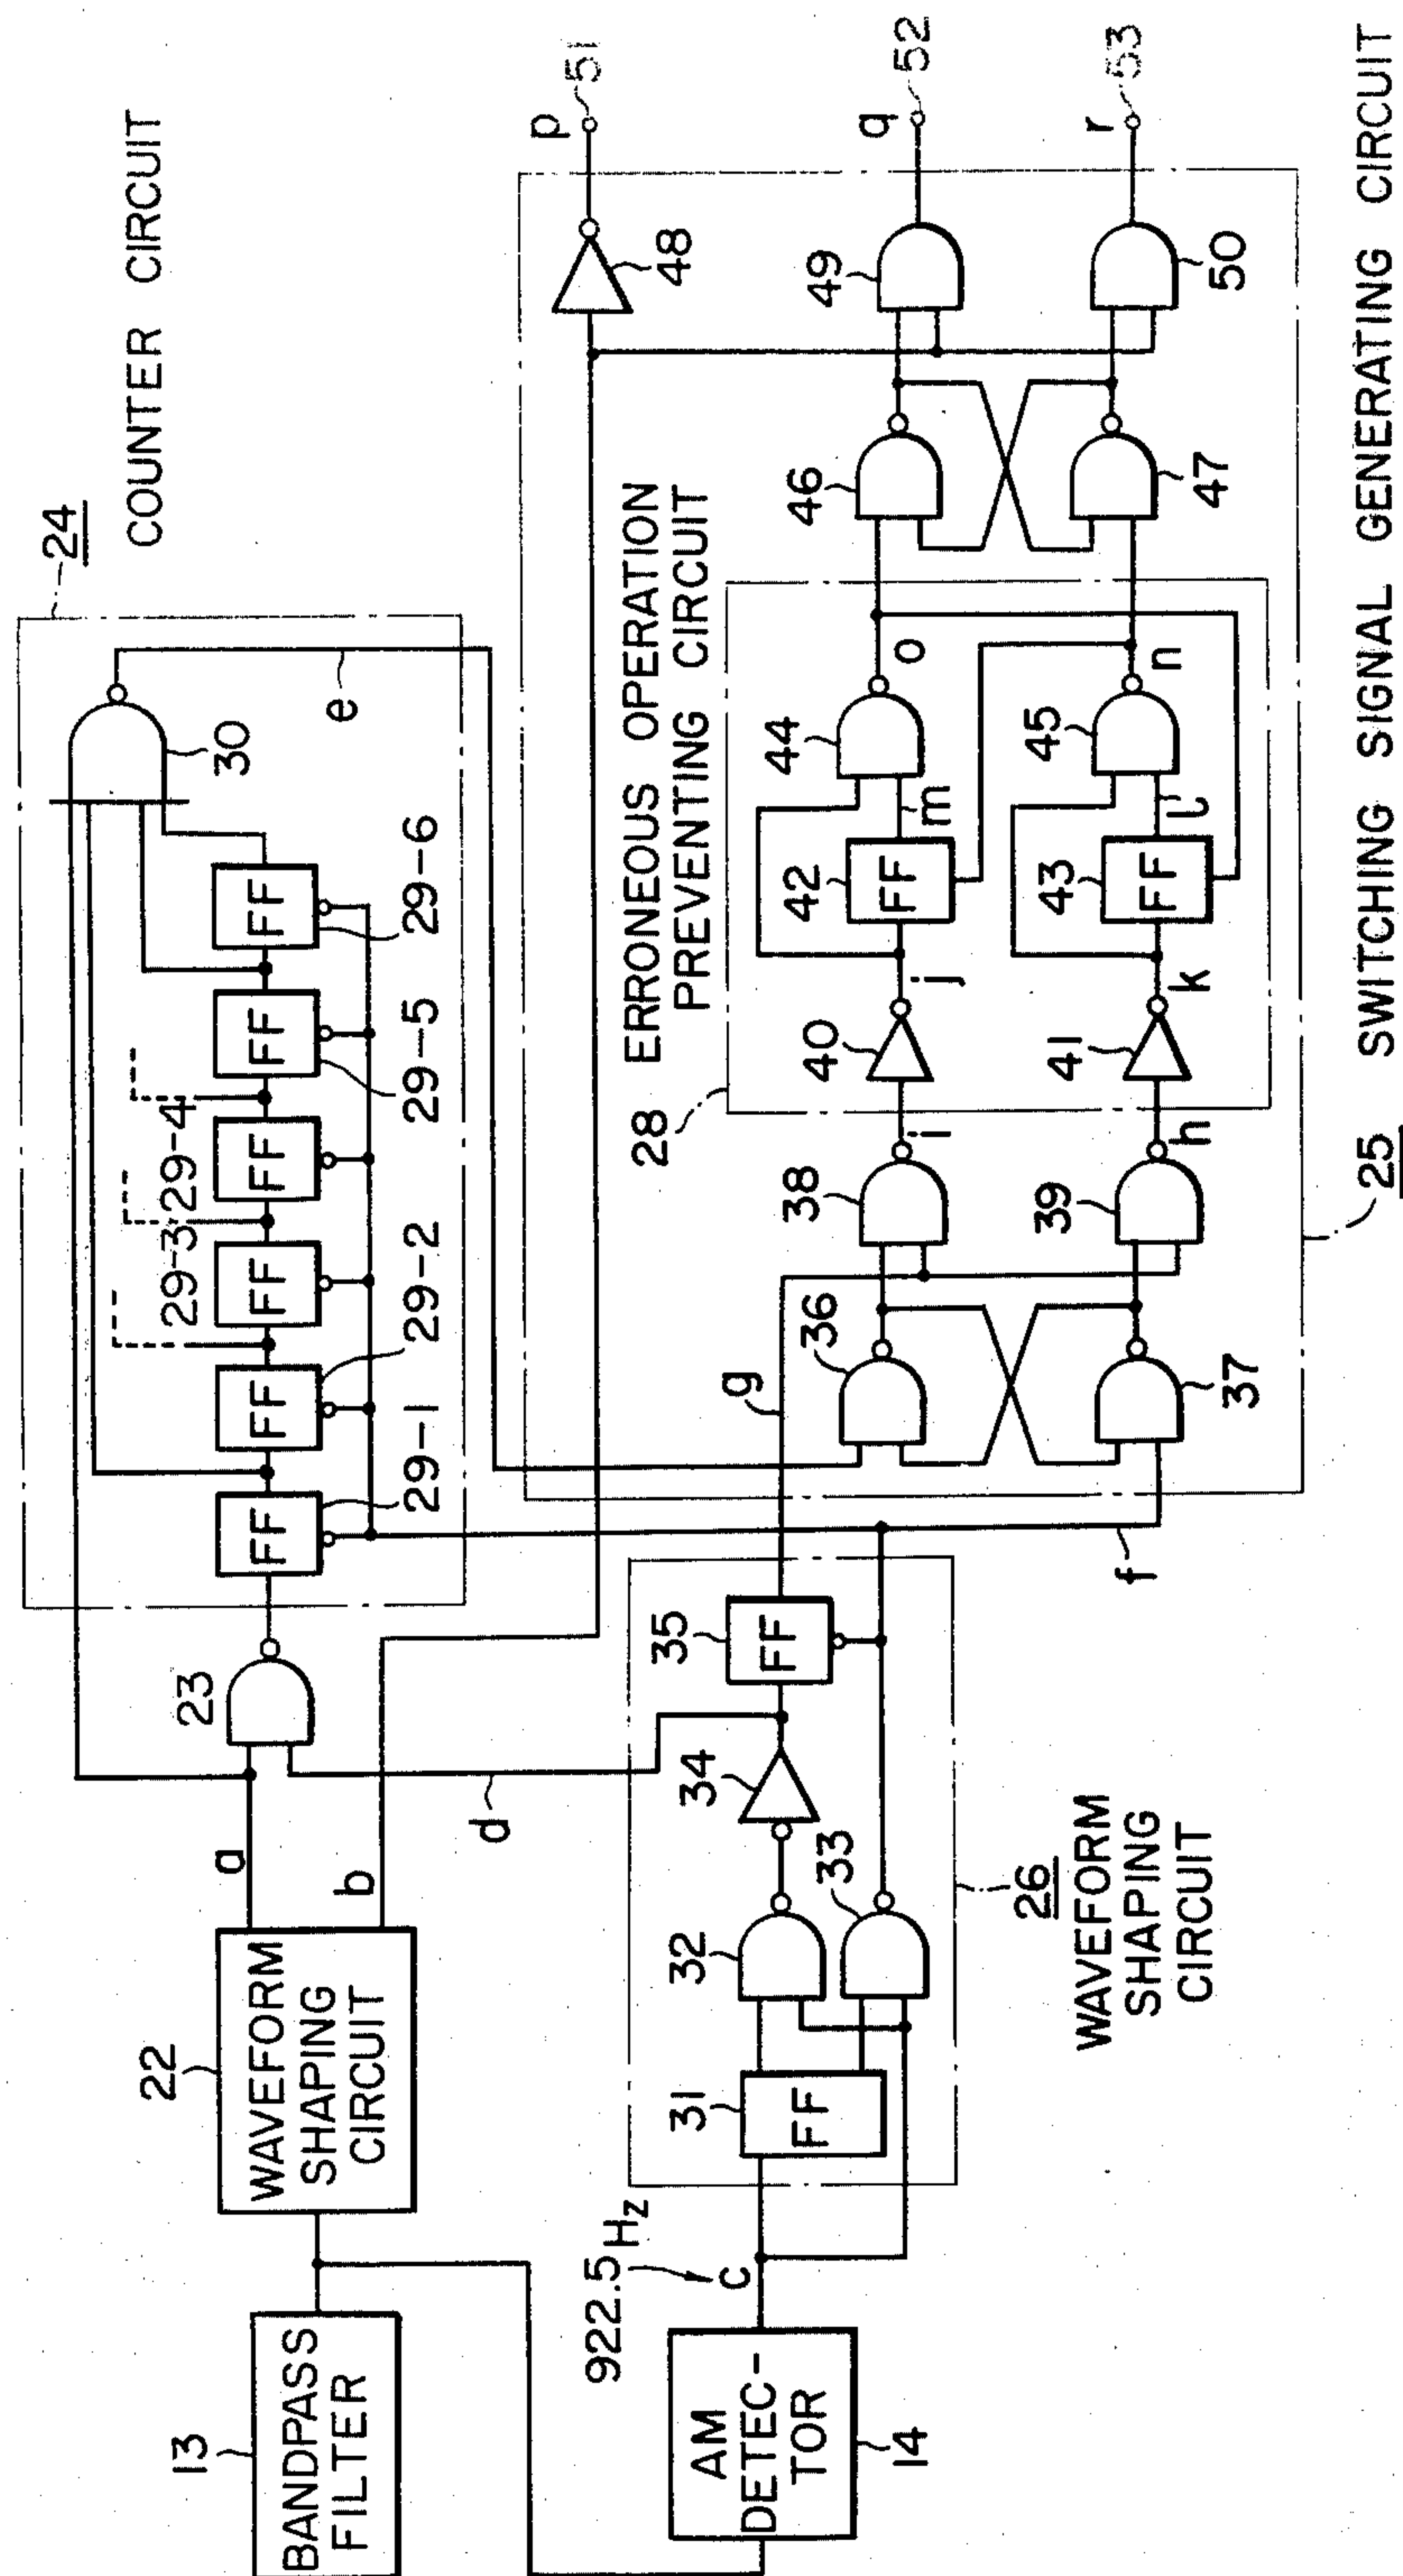 13
BANDPASS
FILTER
22
WAVEFORM
SHAPING
CIRCUIT
a
b
23
24
COUNTER CIRCUIT
FF
FF
FF
FF
FF
FF
29-1
29-2
29-3
29-4
29-5
29-6
30
e
AM
DETEC-
TOR
14
922.5Hz
c
31
FF
32
33
34
35
FF
d
26
WAVEFORM
SHAPING
CIRCUIT
f
g
36
37
38
39
i
h
28
ERRONEOUS OPERATION
PREVENTING CIRCUIT
40
41
j
k
42
FF
43
FF
m
l
44
45
o
n
46
47
48
49
50
p
51
q
52
r
53
25
SWITCHING SIGNAL GENERATING CIRCUIT